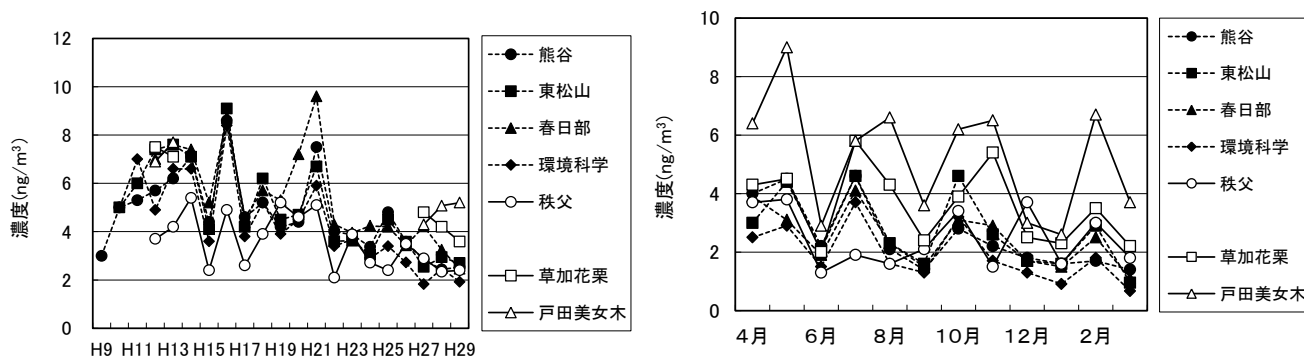 濃度(ng/m³)
12
10
8
6
4
2
0
H9 H11 H13 H15 H17 H19 H21 H23 H25 H27 H29
熊谷
東松山
春日部
環境科学
秩父
草加花栗
戸田美女木
濃度(ng/m³)
10
8
6
4
2
0
4月 6月 8月 10月 12月 2月
熊谷
東松山
春日部
環境科学
秩父
草加花栗
戸田美女木